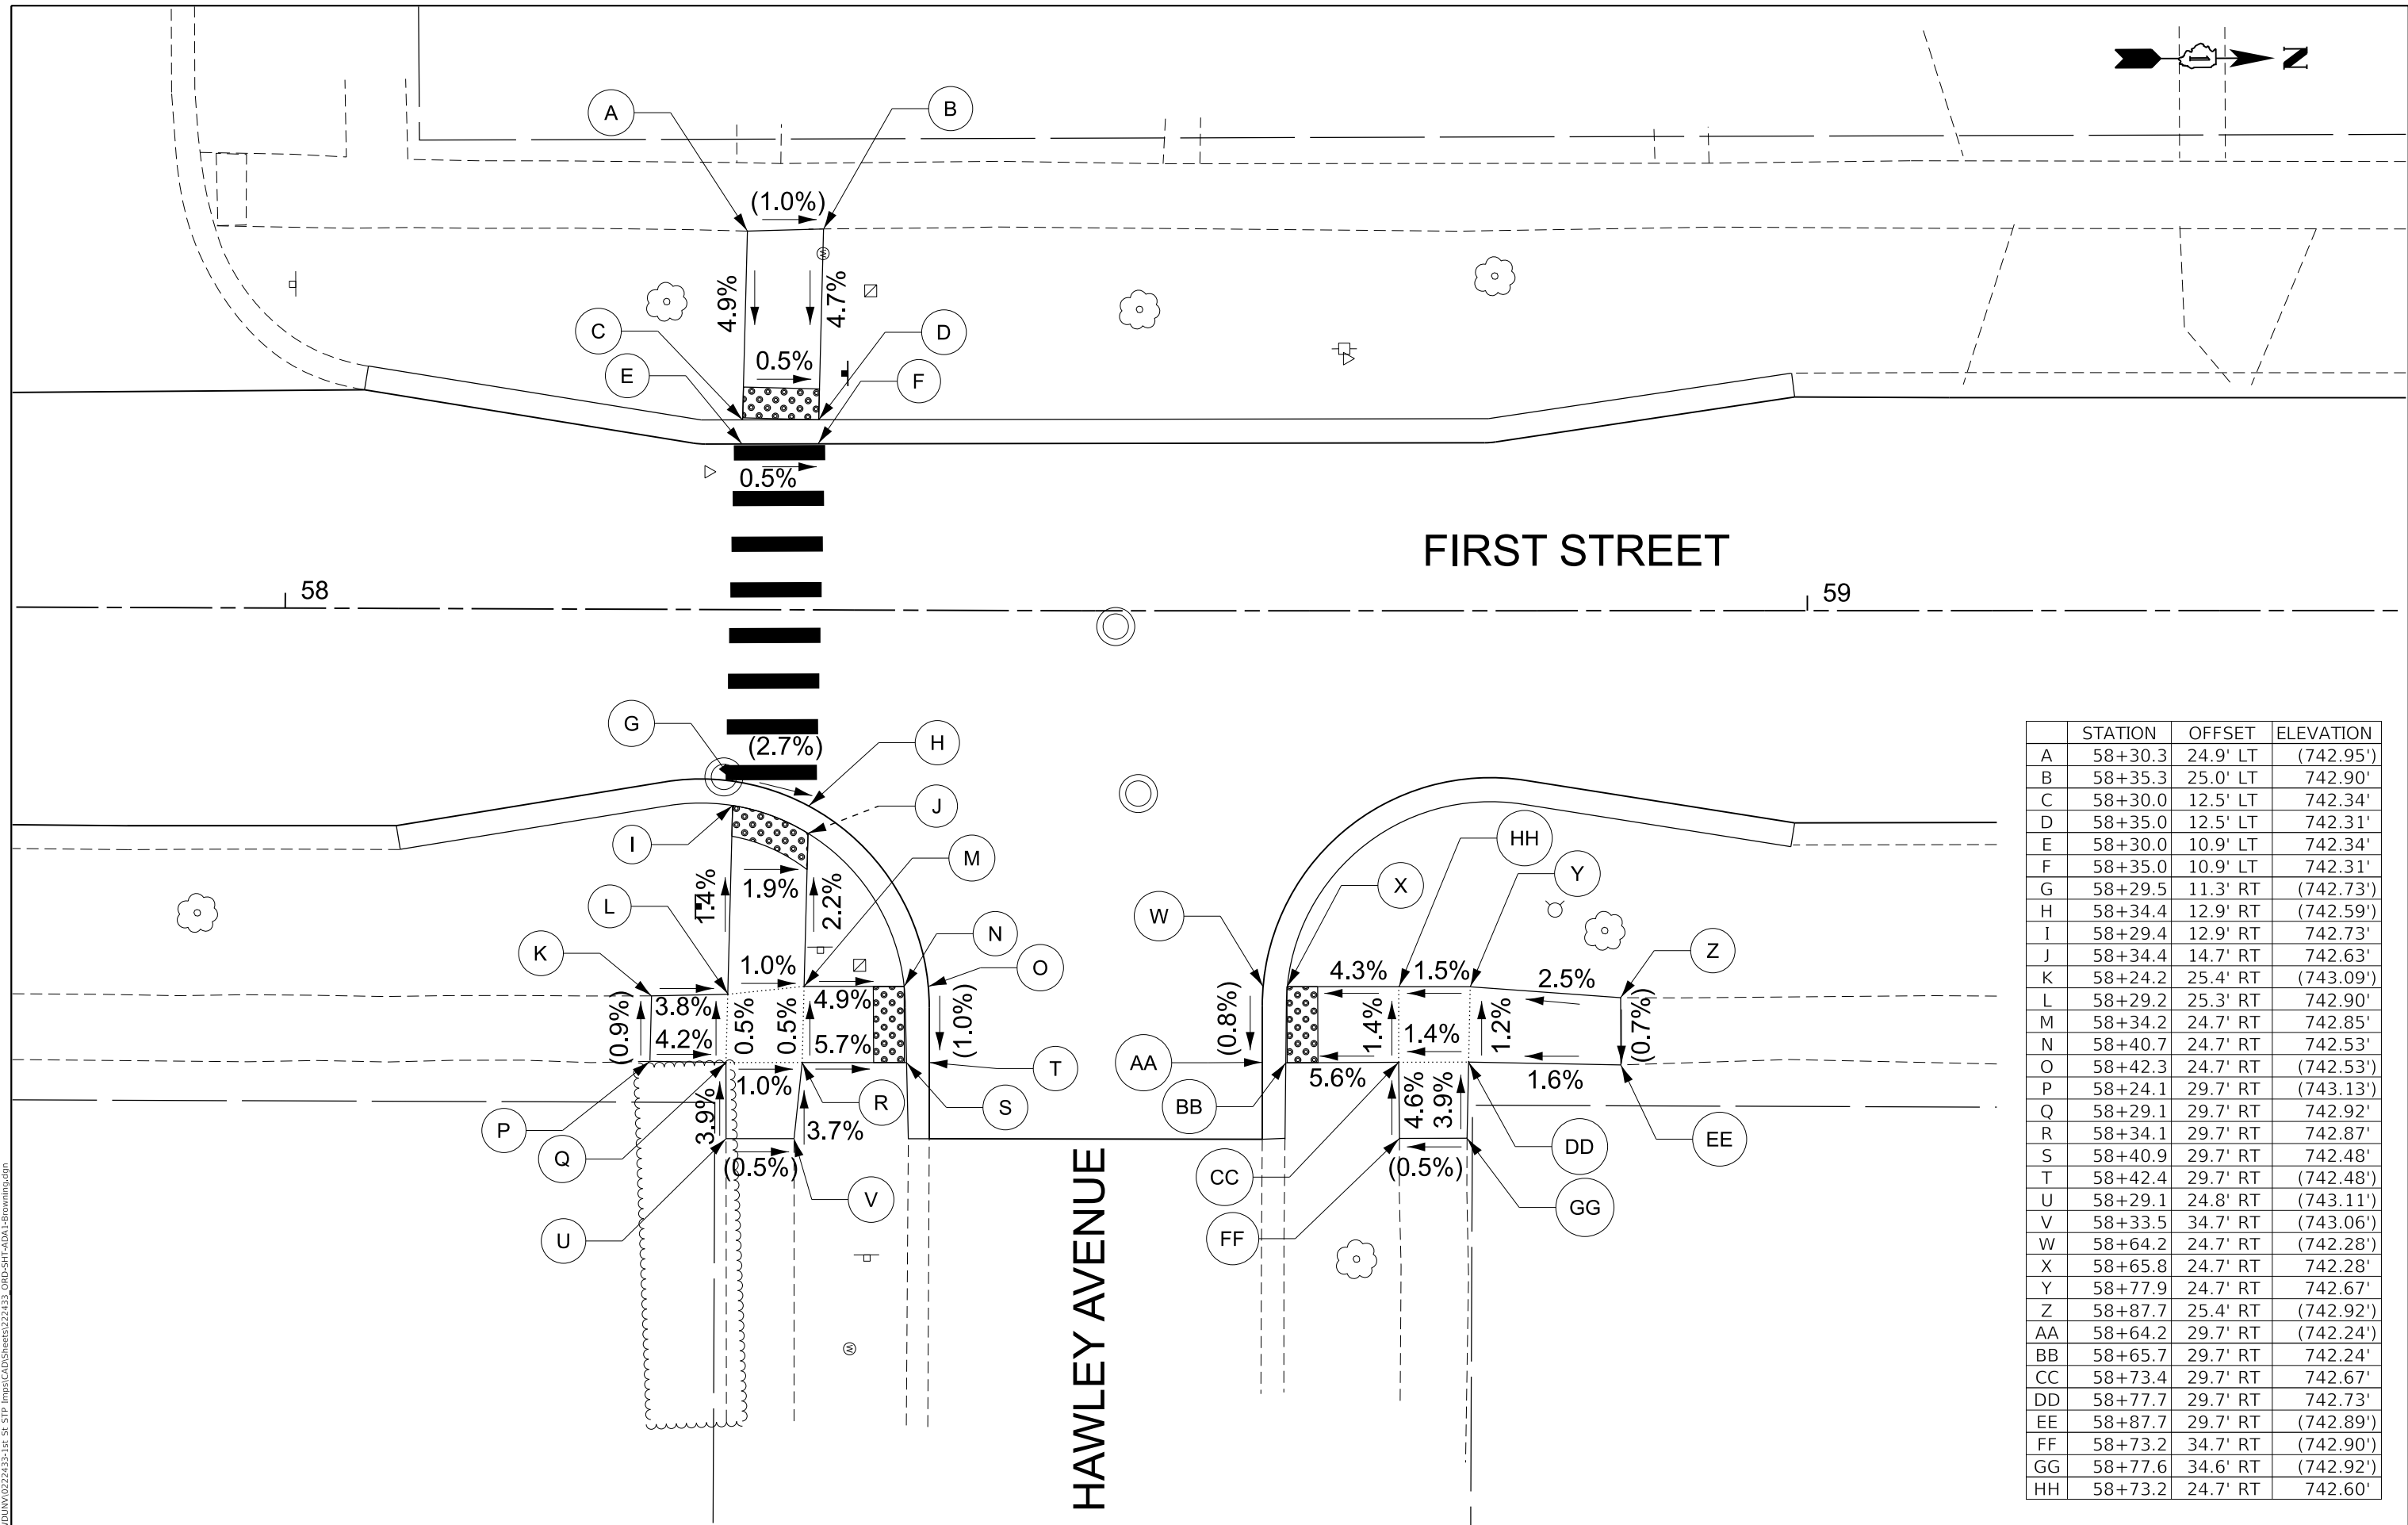 N
A
B
(1.0%)
4.9%
4.7%
C
D
0.5%
E
F
0.5%
FIRST STREET
58
59
G
(2.7%)
H
J
I
M
HH
Y
X
1.4%
1.9%
2.2%
L
W
N
K
Z
1.0%
O
4.3%
1.5%
2.5%
3.8%
4.9%
(0.9%)
0.5%
0.5%
(1.0%)
(0.8%)
1.4%
1.4%
1.2%
(0.7%)
4.2%
5.7%
T
AA
1.0%
5.6%
1.6%
R
S
BB
3.9%
4.6%
3.9%
P
3.7%
EE
Q
(0.5%)
(0.5%)
DD
CC
V
GG
U
FF
HAWLEY AVENUE
W
W
STATION OFFSET ELEVATION
A 58+30.3 24.9' LT (742.95')
B 58+35.3 25.0' LT 742.90'
C 58+30.0 12.5' LT 742.34'
D 58+35.0 12.5' LT 742.31'
E 58+30.0 10.9' LT 742.34'
F 58+35.0 10.9' LT 742.31'
G 58+29.5 11.3' RT (742.73')
H 58+34.4 12.9' RT (742.59')
I 58+29.4 12.9' RT 742.73'
J 58+34.4 14.7' RT 742.63'
K 58+24.2 25.4' RT (743.09')
L 58+29.2 25.3' RT 742.90'
M 58+34.2 24.7' RT 742.85'
N 58+40.7 24.7' RT 742.53'
O 58+42.3 24.7' RT (742.53')
P 58+24.1 29.7' RT (743.13')
Q 58+29.1 29.7' RT 742.92'
R 58+34.1 29.7' RT 742.87'
S 58+40.9 29.7' RT 742.48'
T 58+42.4 29.7' RT (742.48')
U 58+29.1 24.8' RT (743.11')
V 58+33.5 34.7' RT (743.06')
W 58+64.2 24.7' RT (742.28')
X 58+65.8 24.7' RT 742.28'
Y 58+77.9 24.7' RT 742.67'
Z 58+87.7 25.4' RT (742.92')
AA 58+64.2 29.7' RT (742.24')
BB 58+65.7 29.7' RT 742.24'
CC 58+73.4 29.7' RT 742.67'
DD 58+77.7 29.7' RT 742.73'
EE 58+87.7 29.7' RT (742.89')
FF 58+73.2 34.7' RT (742.90')
GG 58+77.6 34.6' RT (742.92')
HH 58+73.2 24.7' RT 742.60'